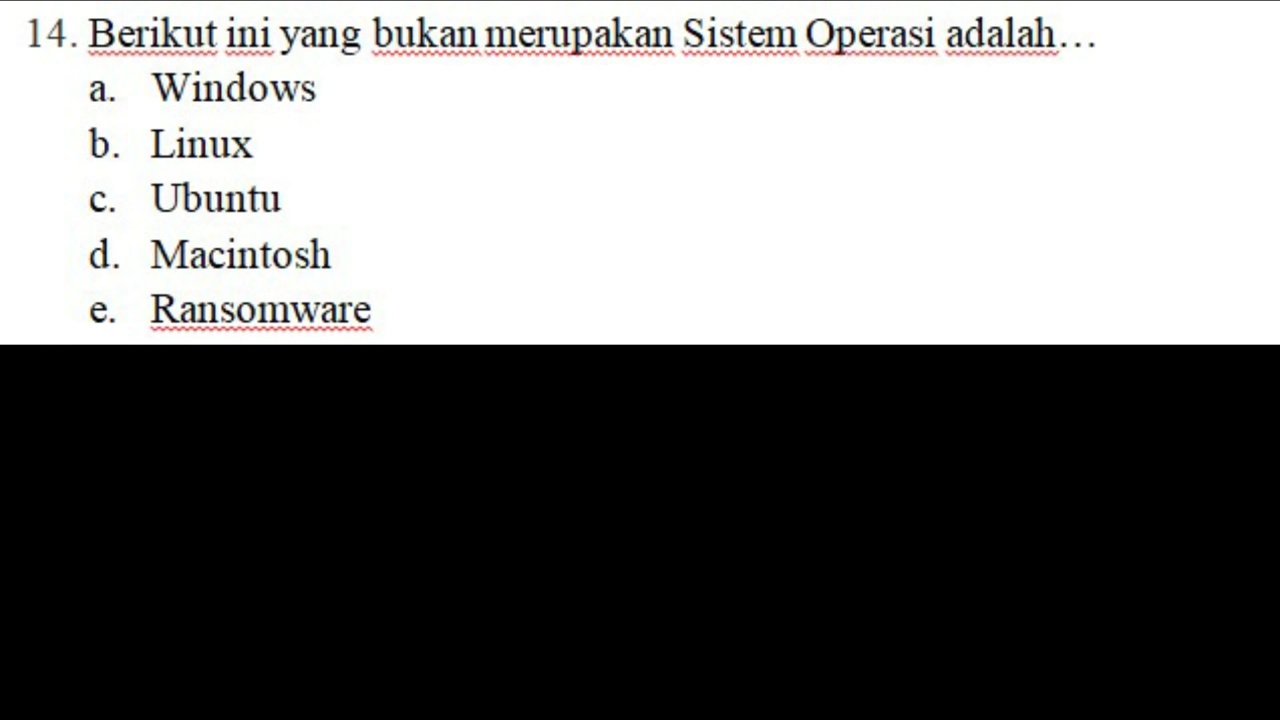 14. Berikut ini yang bukan merupakan Sistem Operasi adalah…
a. Windows
b. Linux
c. Ubuntu
d. Macintosh
e. Ransomware